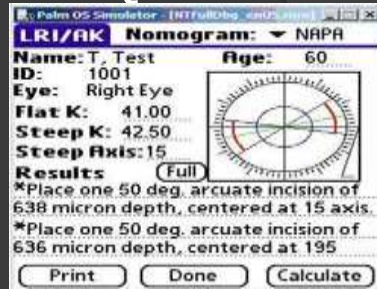 Palm OS Simulator - [NTFullDbg_enUS.rom]
LRI/AK Nomogram: NAPA
Name: T, Test Age: 60
ID: 1001
Eye: Right Eye
Flat K: 41.00
Steep K: 42.50
Steep Axis: 15
Results Full
*Place one 50 deg. arcuate incision of
638 micron depth, centered at 15 axis.
*Place one 50 deg. arcuate incision of
636 micron depth, centered at 195
Print Done Calculate